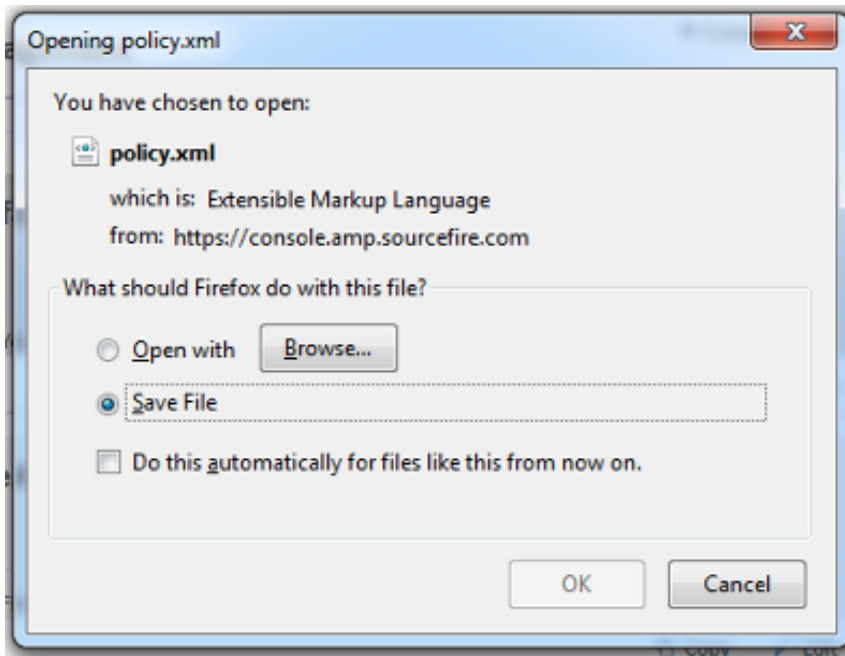 Opening policy.xml
You have chosen to open:
policy.xml
which is: Extensible Markup Language
from: https://console.amp.sourcefire.com
What should Firefox do with this file?
Open with
Browse...
Save File
Do this automatically for files like this from now on.
OK
Cancel
Copy
Edit